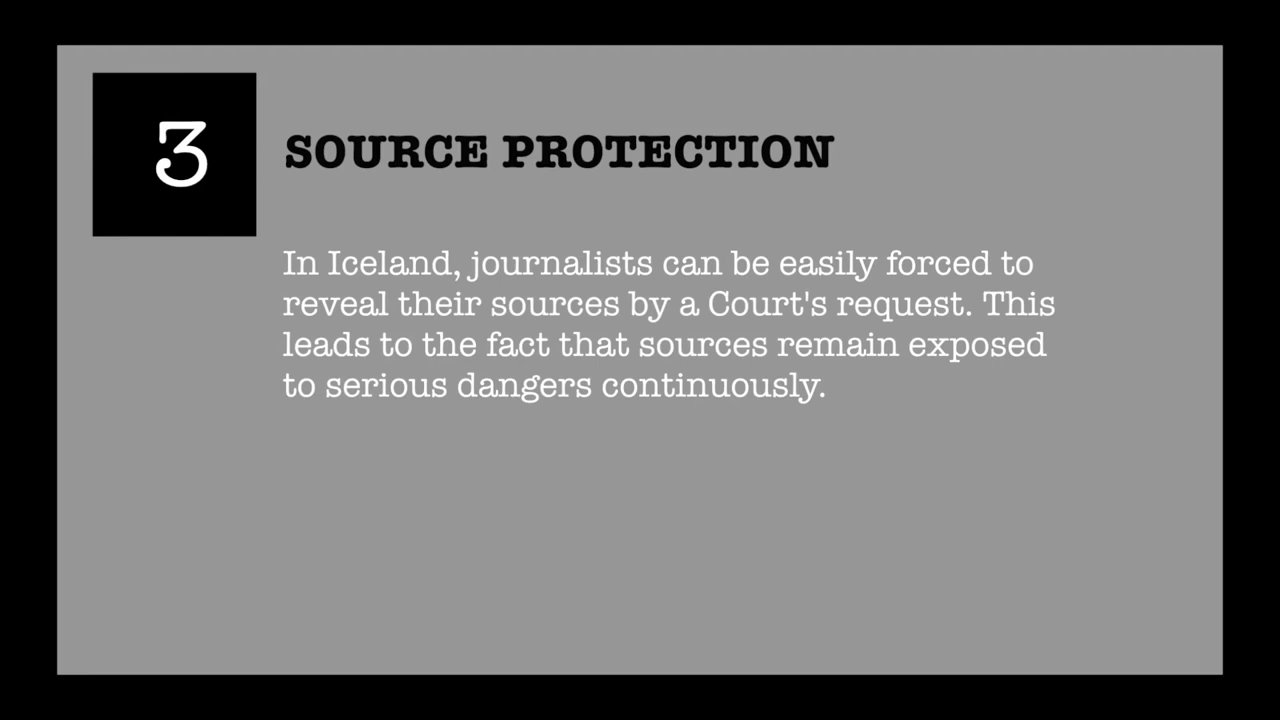 3
SOURCE PROTECTION
In Iceland, journalists can be easily forced to
reveal their sources by a Court's request. This
leads to the fact that sources remain exposed
to serious dangers continuously.